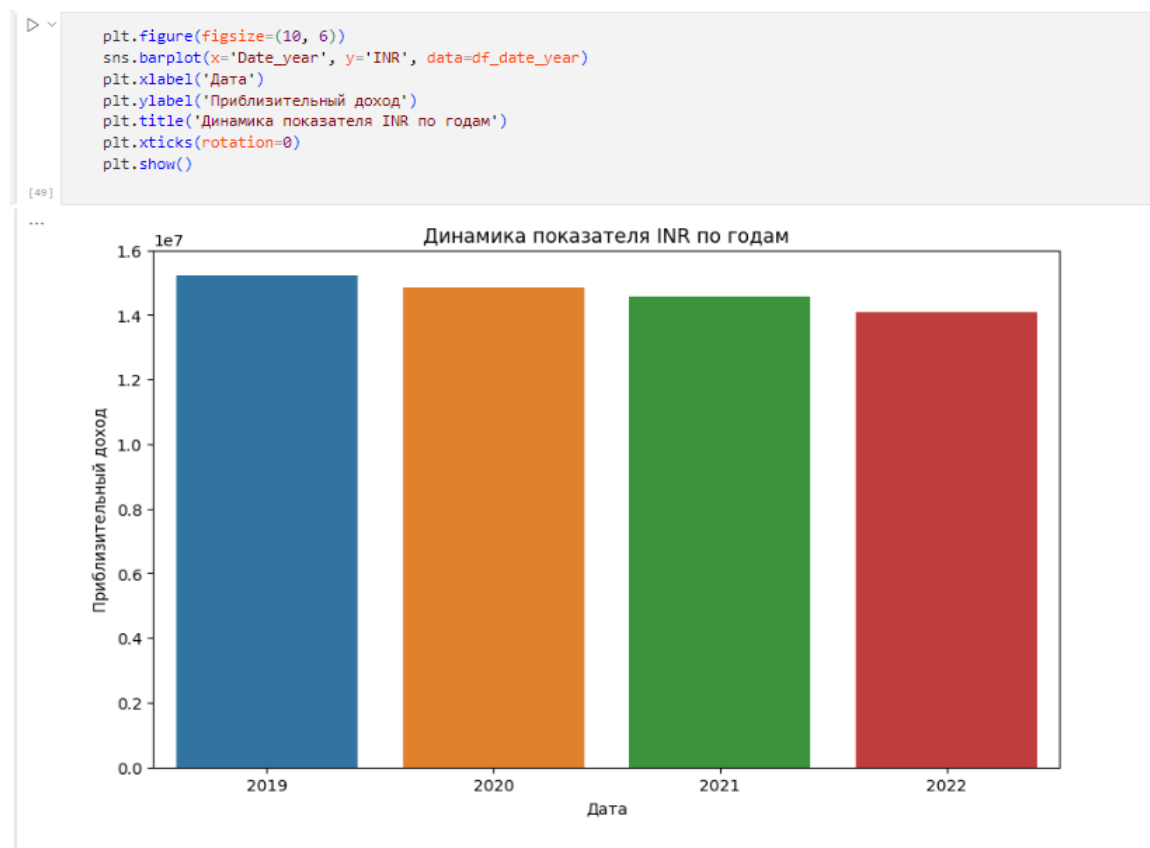 plt.figure(figsize=(10, 6))
sns.barplot(x='Date_year', y='INR', data=df_date_year)
plt.xlabel('Дата')
plt.ylabel('Приблизительный доход')
plt.title('Динамика показателя INR по годам')
plt.xticks(rotation=0)
plt.show()
[49]
...
Динамика показателя INR по годам
1e7
1.6
1.4
1.2
1.0
0.8
0.6
0.4
0.2
0.0
Приблизительный доход
2019 2020 2021 2022
Дата